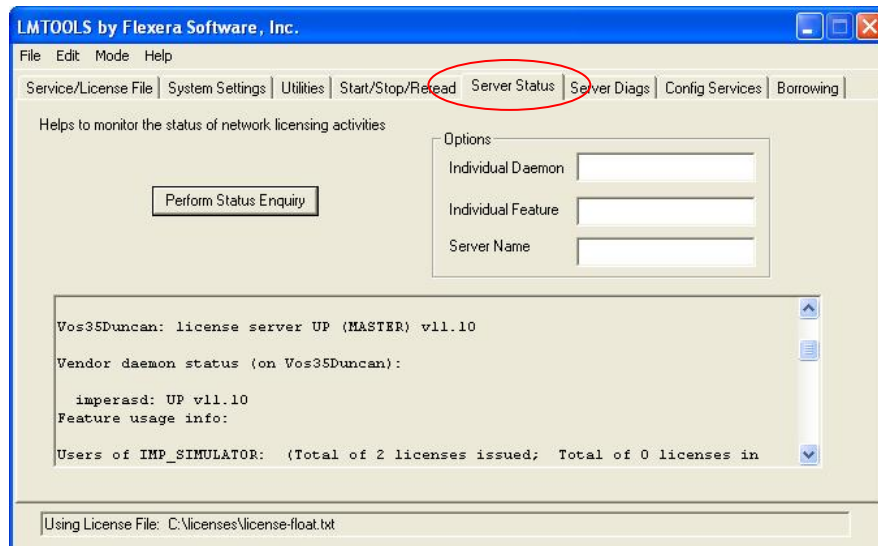 LMTOOLS by Flexera Software, Inc.
File Edit Mode Help
Service/License File System Settings Utilities Start/Stop/Reread Server Status Server Diags Config Services Borrowing
Helps to monitor the status of network licensing activities
Options
Individual Daemon
Perform Status Enquiry
Individual Feature
Server Name
Vos35Duncan: license server UP (MASTER) v11.10
Vendor daemon status (on Vos35Duncan):
imperasd: UP v11.10
Feature usage info:
Users of IMP_SIMULATOR: (Total of 2 licenses issued; Total of 0 licenses in
Using License File: C:\licenses\license-float.txt